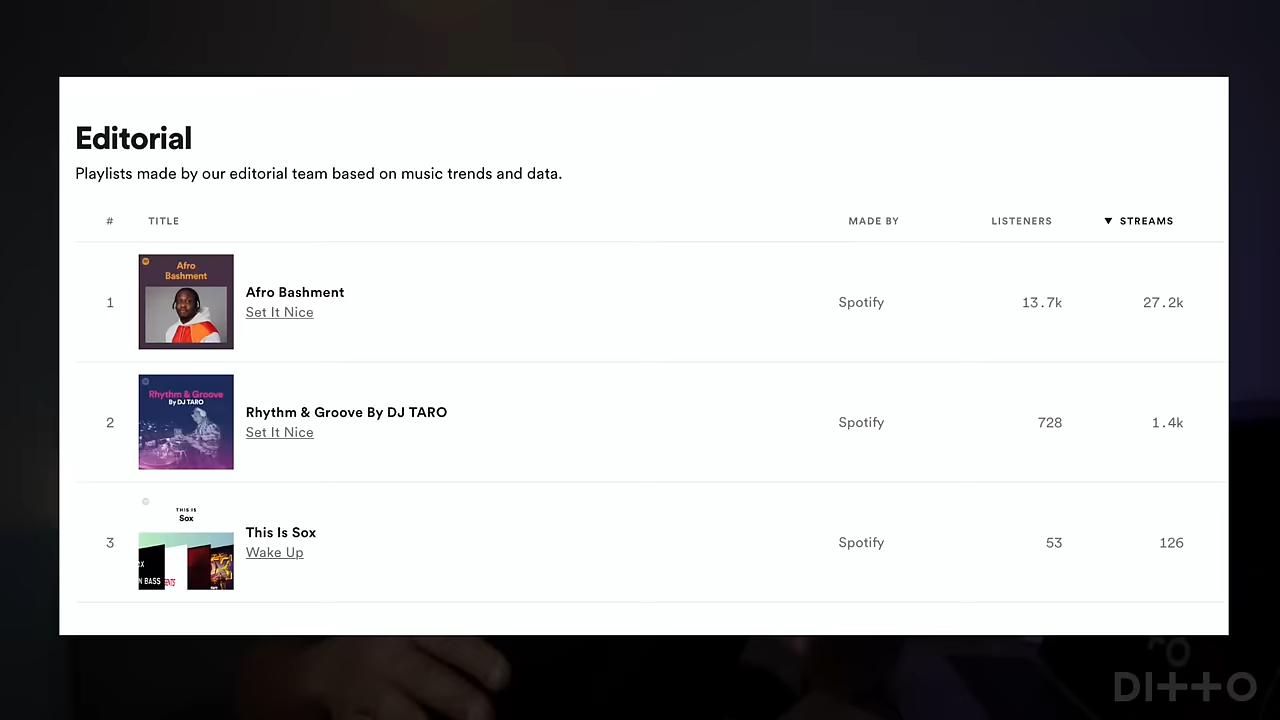 Editorial
Playlists made by our editorial team based on music trends and data.
# TITLE MADE BY LISTENERS ▼ STREAMS
1 Afro Bashment Spotify 13.7k 27.2k
Set It Nice
Afro
Bashment
2 Rhythm & Groove By DJ TARO Spotify 728 1.4k
Set It Nice
Rhythm & Groove
By DJ TARO
3 This Is Sox Spotify 53 126
Wake Up
THIS IS
Sox
N BASS
DITTO